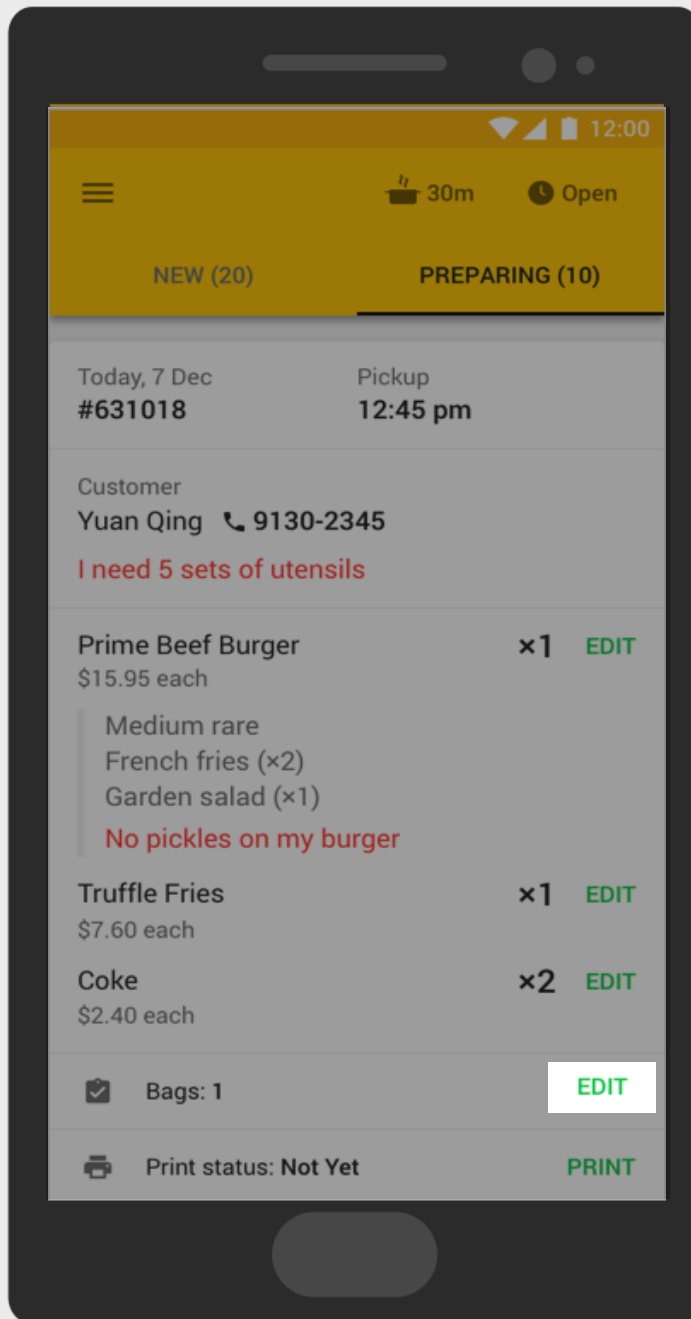 12:00
30m Open
NEW (20) PREPARING (10)
Today, 7 Dec Pickup
#631018 12:45 pm
Customer
Yuan Qing 9130-2345
I need 5 sets of utensils
Prime Beef Burger ×1 EDIT
$15.95 each
Medium rare
French fries (×2)
Garden salad (×1)
No pickles on my burger
Truffle Fries ×1 EDIT
$7.60 each
Coke ×2 EDIT
$2.40 each
Bags: 1 EDIT
Print status: Not Yet PRINT